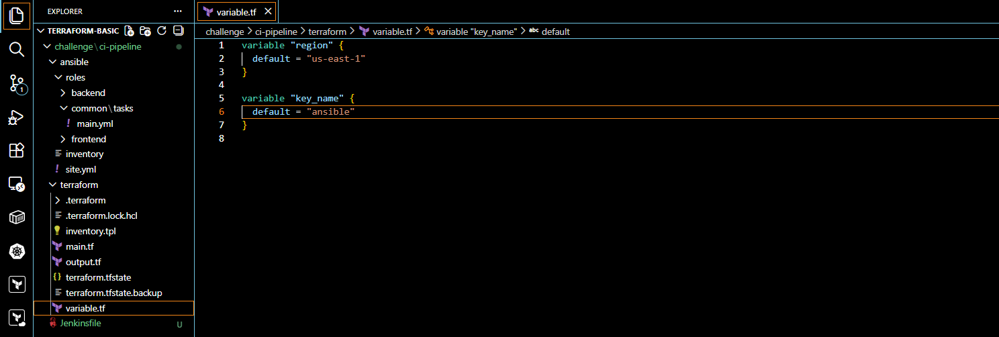 EXPLORER
TERRAFORM-BASIC
challenge\ci-pipeline
ansible
roles
backend
common\tasks
! main.yml
frontend
inventory
! site.yml
terraform
.terraform
.terraform.lock.hcl
inventory.tpl
main.tf
output.tf
{} terraform.tfstate
terraform.tfstate.backup
variable.tf
Jenkinsfile U
1
variable.tf
challenge > ci-pipeline > terraform > variable.tf > variable "key_name" > abc default
1 variable "region" {
2 default = "us-east-1"
3 }
4
5 variable "key_name" {
6 default = "ansible"
7 }
8